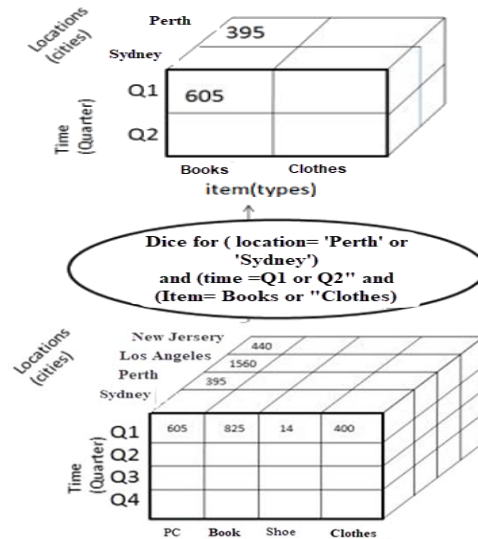 Locations
(cities)
Perth
395
Sydney
Time
(Quarter)
Q1
605
Q2
Books Clothes
item(types)
Dice for ( location= 'Perth' or
'Sydney')
and (time =Q1 or Q2" and
(Item= Books or "Clothes)
Locations
(cities)
New Jersery
440
Los Angeles
1560
Perth
395
Sydney
Time
(Quarter)
Q1 605 825 14 400
Q2
Q3
Q4
PC Book Shoe Clothes